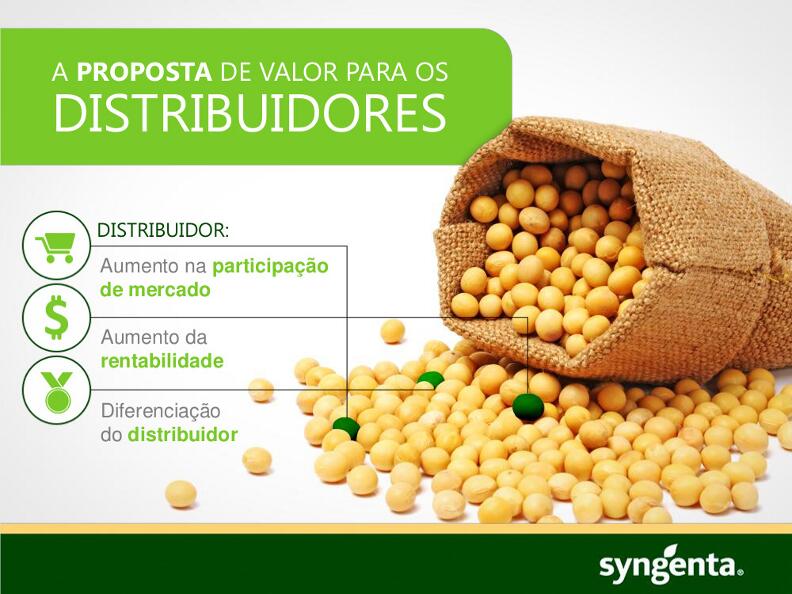 A PROPOSTA DE VALOR PARA OS
DISTRIBUIDORES
DISTRIBUIDOR:
Aumento na participação
de mercado
Aumento da
rentabilidade
Diferenciação
do distribuidor
syngenta®